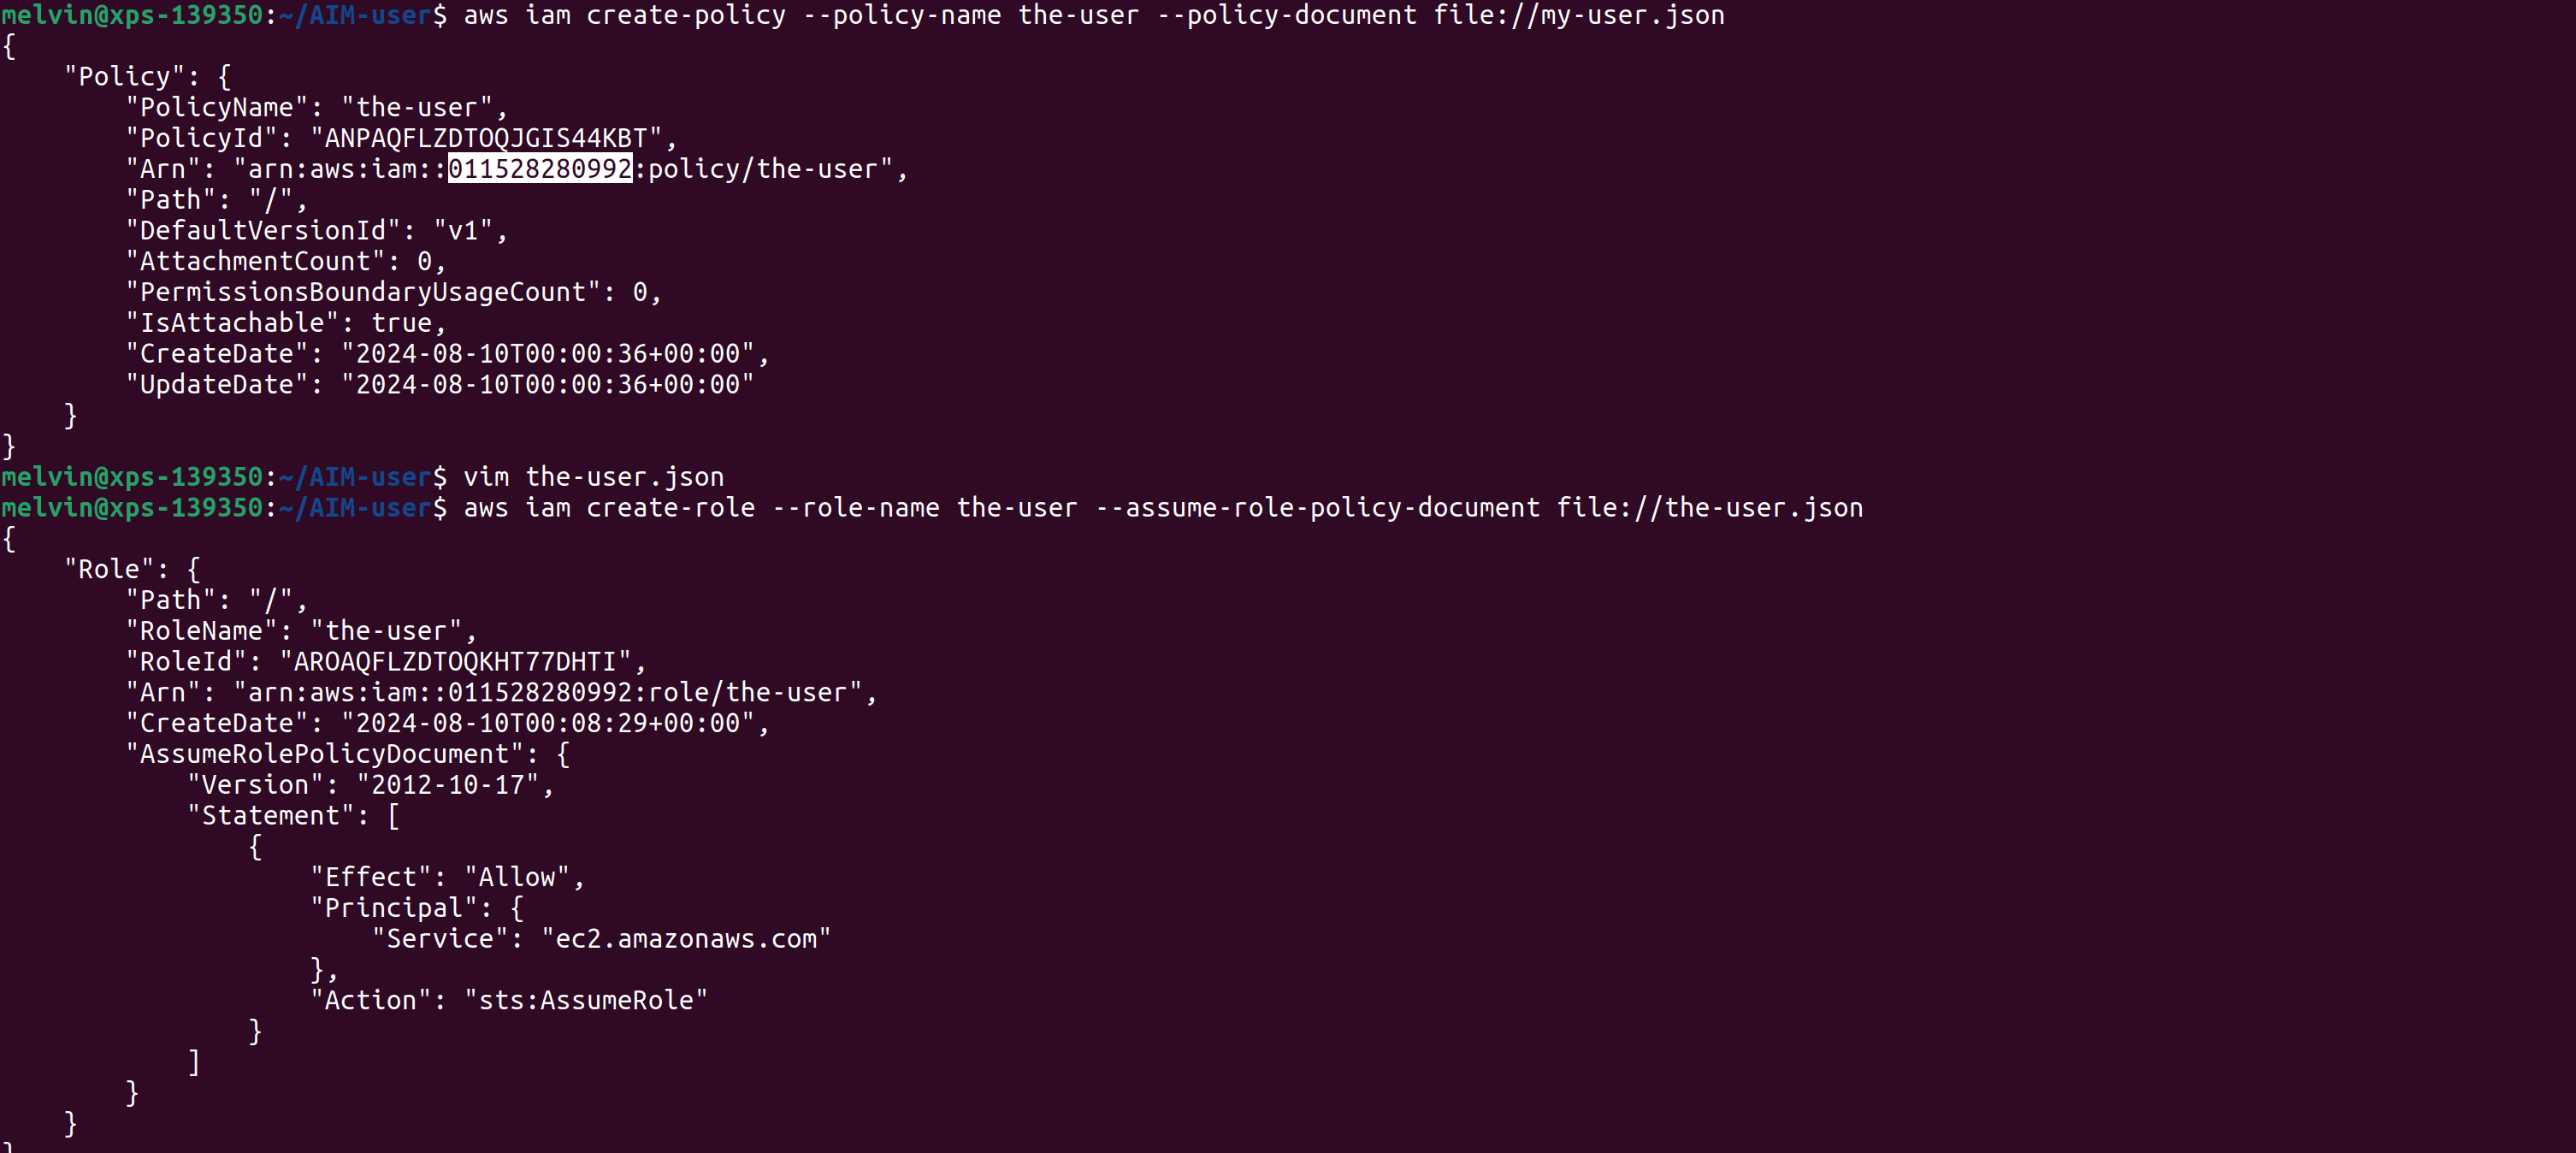 melvin@xps-139350:~/AIM-user$ aws iam create-policy --policy-name the-user --policy-document file://my-user.json
{
    "Policy": {
        "PolicyName": "the-user",
        "PolicyId": "ANPAQFLZDTOQJGIS44KBT",
        "Arn": "arn:aws:iam::011528280992:policy/the-user",
        "Path": "/",
        "DefaultVersionId": "v1",
        "AttachmentCount": 0,
        "PermissionsBoundaryUsageCount": 0,
        "IsAttachable": true,
        "CreateDate": "2024-08-10T00:00:36+00:00",
        "UpdateDate": "2024-08-10T00:00:36+00:00"
    }
}
melvin@xps-139350:~/AIM-user$ vim the-user.json
melvin@xps-139350:~/AIM-user$ aws iam create-role --role-name the-user --assume-role-policy-document file://the-user.json
{
    "Role": {
        "Path": "/",
        "RoleName": "the-user",
        "RoleId": "AROAQFLZDTOQKHT77DHTI",
        "Arn": "arn:aws:iam::011528280992:role/the-user",
        "CreateDate": "2024-08-10T00:08:29+00:00",
        "AssumeRolePolicyDocument": {
            "Version": "2012-10-17",
            "Statement": [
                {
                    "Effect": "Allow",
                    "Principal": {
                        "Service": "ec2.amazonaws.com"
                    },
                    "Action": "sts:AssumeRole"
                }
            ]
        }
    }
}